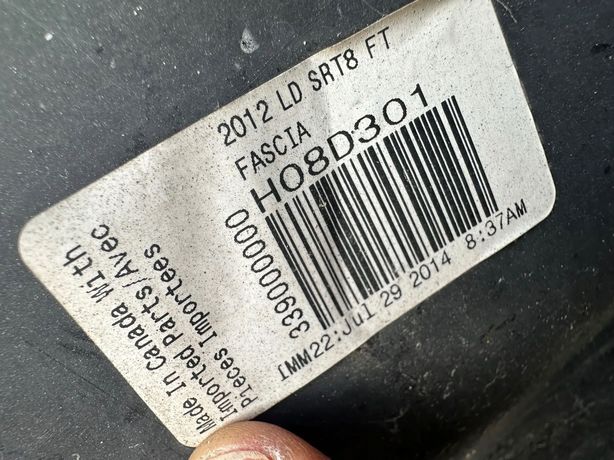 2012 LD SRT8 FT
FASCIA
H08D301
339000000
IMM22:Jul 29 2014 8:37AM
Made In Canada With
Imported Parts/Avec
Pieces Importees